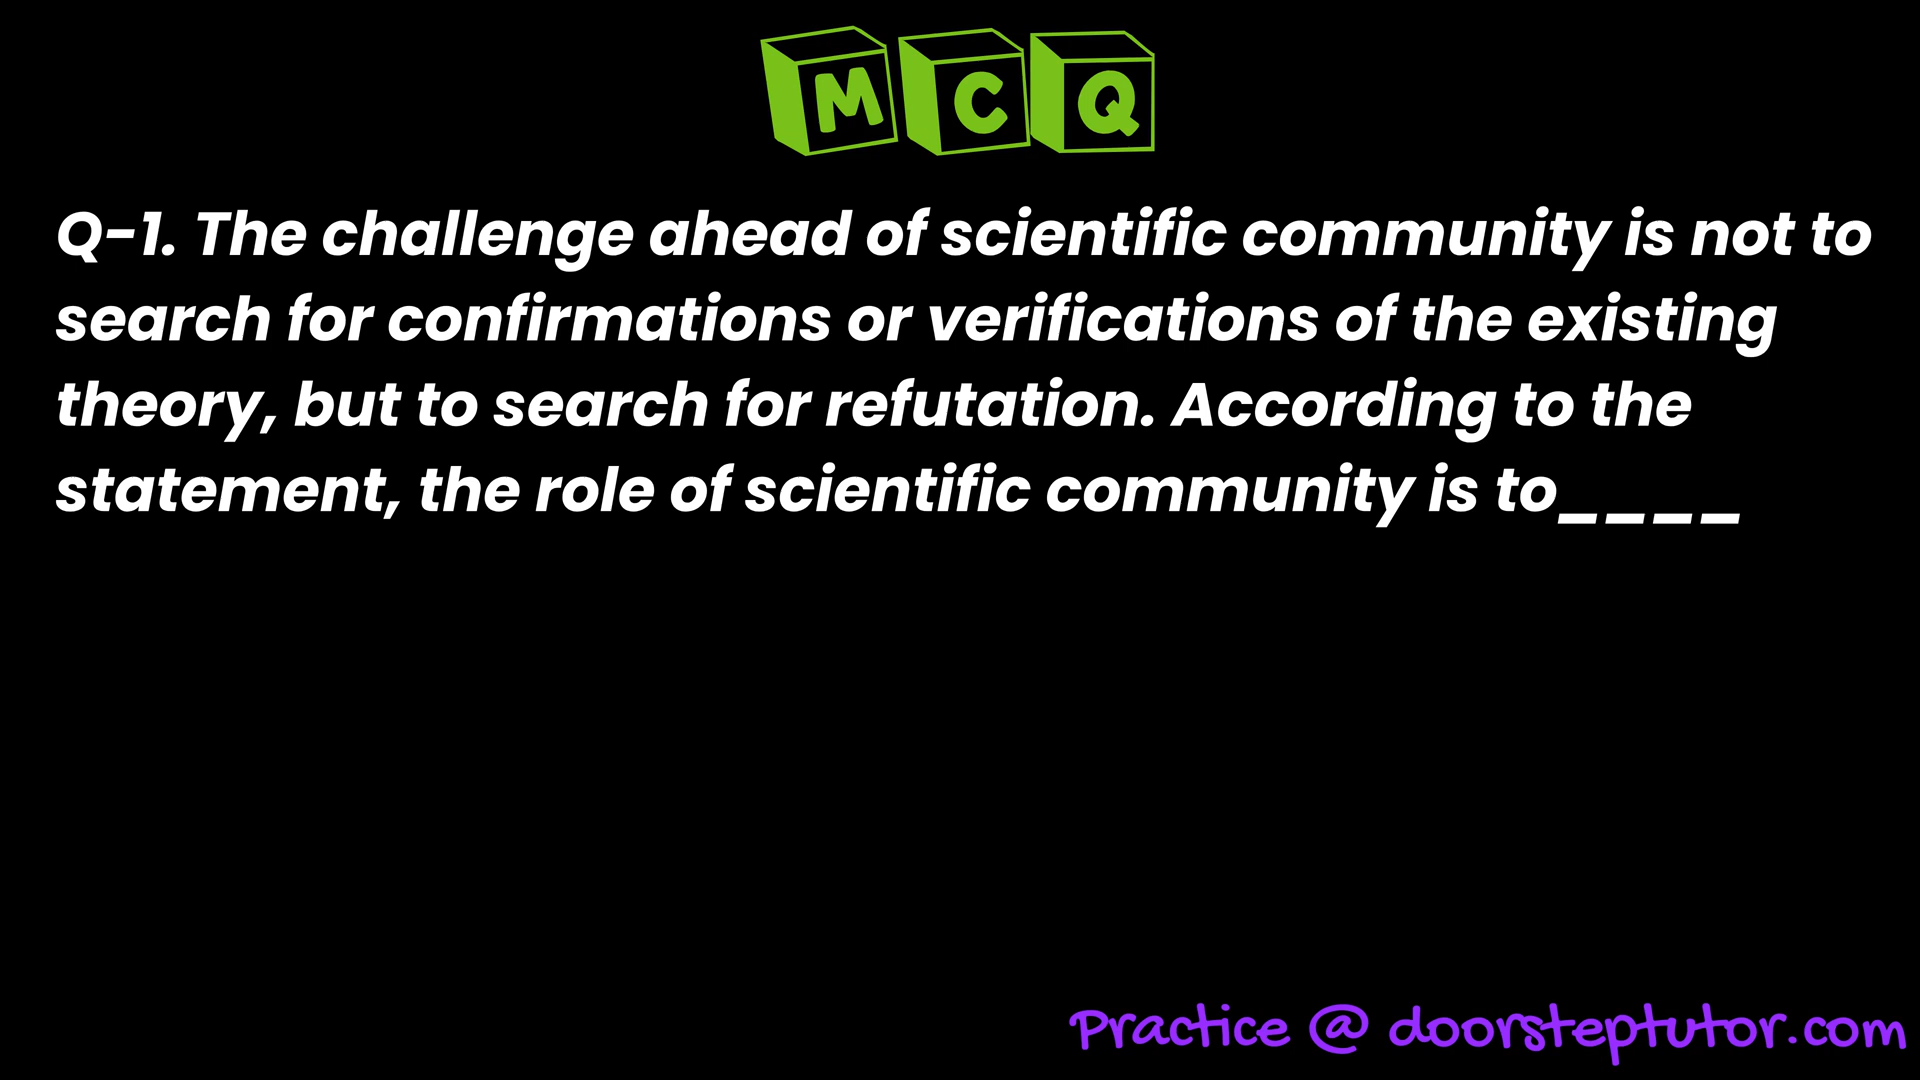 MCQ
Q-1. The challenge ahead of scientific community is not to
search for confirmations or verifications of the existing
theory, but to search for refutation. According to the
statement, the role of scientific community is to____
Practice @ doorsteptutor.com